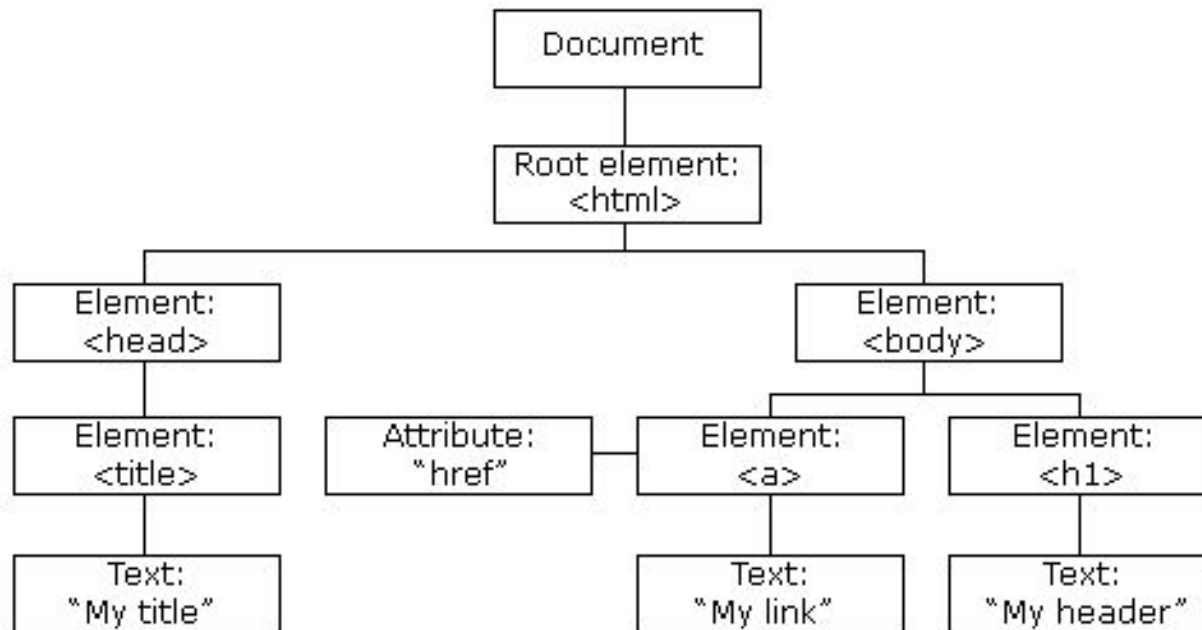 Document
Root element:
<html>
Element:
<head>
Element:
<body>
Element:
<title>
Attribute:
“href”
Element:
<a>
Element:
<h1>
Text:
“My title”
Text:
“My link”
Text:
“My header”